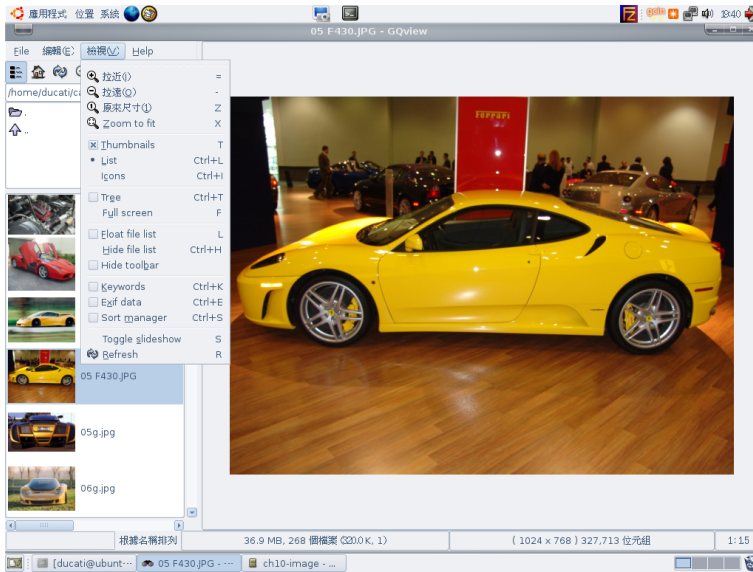 應用程式 位置 系統 goin 19:40
05 F430.JPG - GQview
File 編輯(E) 檢視(V) Help
/home/ducati/ca
.
..
拉近(I) =
拉遠(O) -
原來尺寸(1) Z
Zoom to fit X
Thumbnails T
List Ctrl+L
Icons Ctrl+I
Tree Ctrl+T
Full screen F
Float file list L
Hide file list Ctrl+H
Hide toolbar
Keywords Ctrl+K
Exif data Ctrl+E
Sort manager Ctrl+S
Toggle slideshow S
Refresh R
Ferrari
05 F430.JPG
05g.jpg
06g.jpg
根據名稱排列 36.9 MB, 268 個檔案 (320.0 K, 1) ( 1024 x 768 ) 327,713 位元組 1:15
[ducati@ubunt··· 05 F430.JPG - ··· ch10-image - ...